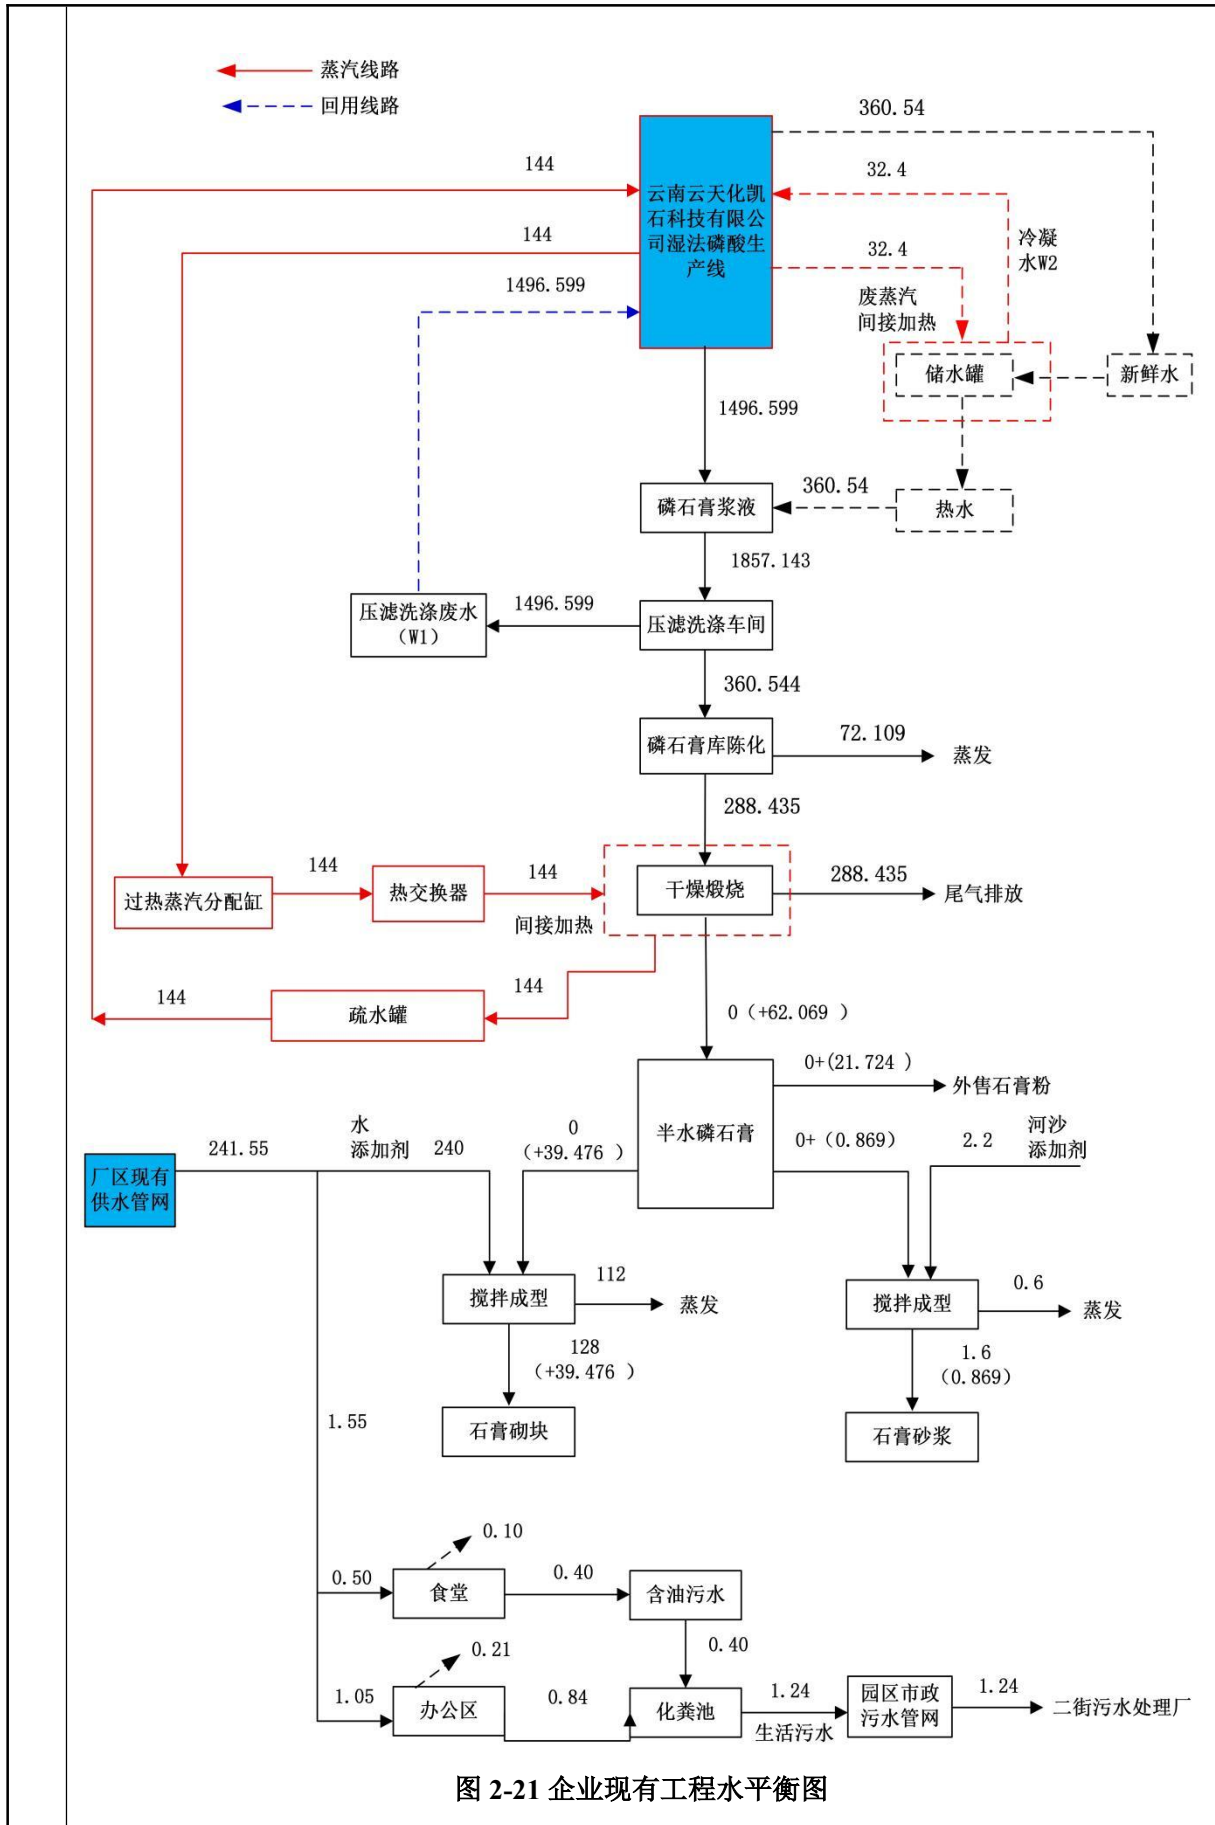 蒸汽线路
回用线路
360.54
144
32.4
云南云天化凯
石科技有限公
司湿法磷酸生
产线
冷凝
水W2
144
32.4
1496.599
废蒸汽
间接加热
储水罐
新鲜水
1496.599
360.54
磷石膏浆液
热水
1857.143
压滤洗涤废水
（W1）
1496.599
压滤洗涤车间
360.544
磷石膏库陈化
72.109
蒸发
288.435
过热蒸汽分配缸
144
热交换器
144
间接加热
干燥煅烧
288.435
尾气排放
144
疏水罐
144
0（+62.069 ）
0+(21.724 ）
外售石膏粉
半水磷石膏
0+（0.869）
河沙
添加剂
2.2
厂区现有
供水管网
241.55
水
添加剂
240
0
（+39.476 ）
搅拌成型
112
蒸发
搅拌成型
0.6
蒸发
128
（+39.476 ）
1.6
（0.869）
石膏砌块
石膏砂浆
1.55
0.10
0.50
食堂
0.40
含油污水
0.40
0.21
1.05
办公区
0.84
化粪池
1.24
生活污水
园区市政
污水管网
1.24
二街污水处理厂
图 2-21 企业现有工程水平衡图